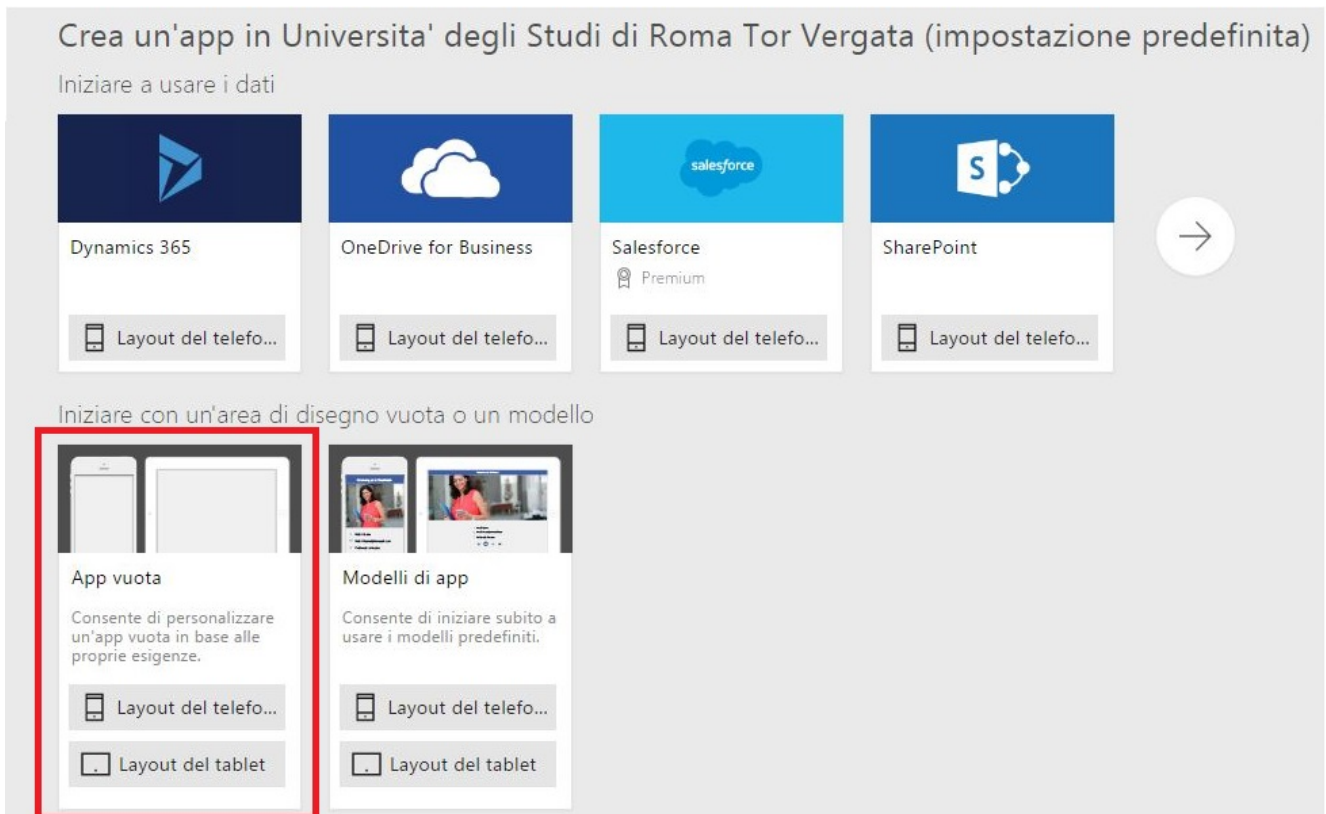 Crea un'app in Universita' degli Studi di Roma Tor Vergata (impostazione predefinita)
Iniziare a usare i dati
salesforce
S
Dynamics 365
OneDrive for Business
Salesforce
SharePoint
Premium
Layout del telefo...
Layout del telefo...
Layout del telefo...
Layout del telefo...
Iniziare con un'area di disegno vuota o un modello
App vuota
Consente di personalizzare
un'app vuota in base alle
proprie esigenze.
Layout del telefo...
Layout del tablet
Modelli di app
Consente di iniziare subito a
usare i modelli predefiniti.
Layout del telefo...
Layout del tablet